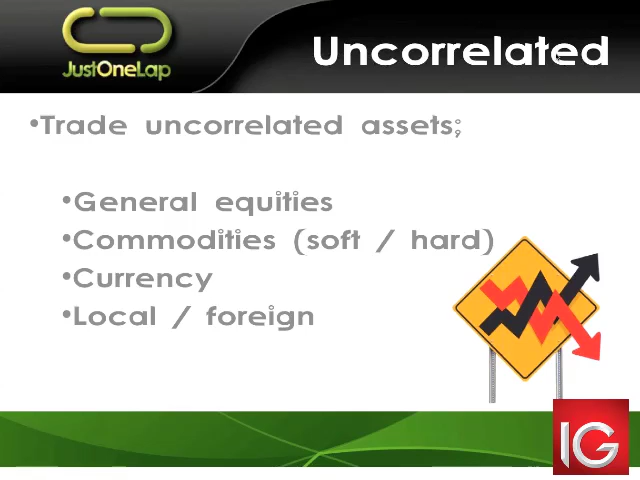 JustOneLap
Uncorrelated
•Trade uncorrelated assets;
•General equities
•Commodities (soft / hard)
•Currency
•Local / foreign
IG